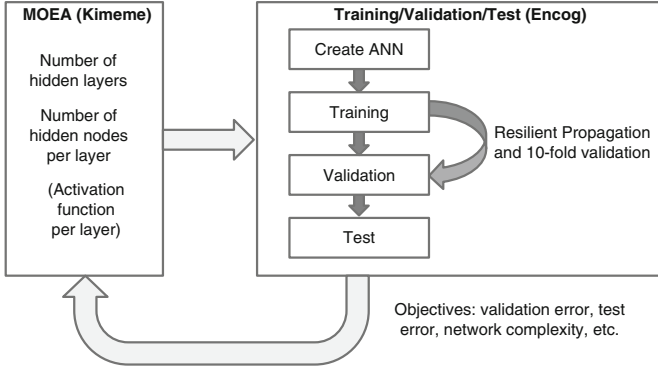 MOEA (Kimeme)
Number of
hidden layers
Number of
hidden nodes
per layer
(Activation
function
per layer)
Training/Validation/Test (Encog)
Create ANN
Training
Validation
Test
Resilient Propagation
and 10-fold validation
Objectives: validation error, test
error, network complexity, etc.